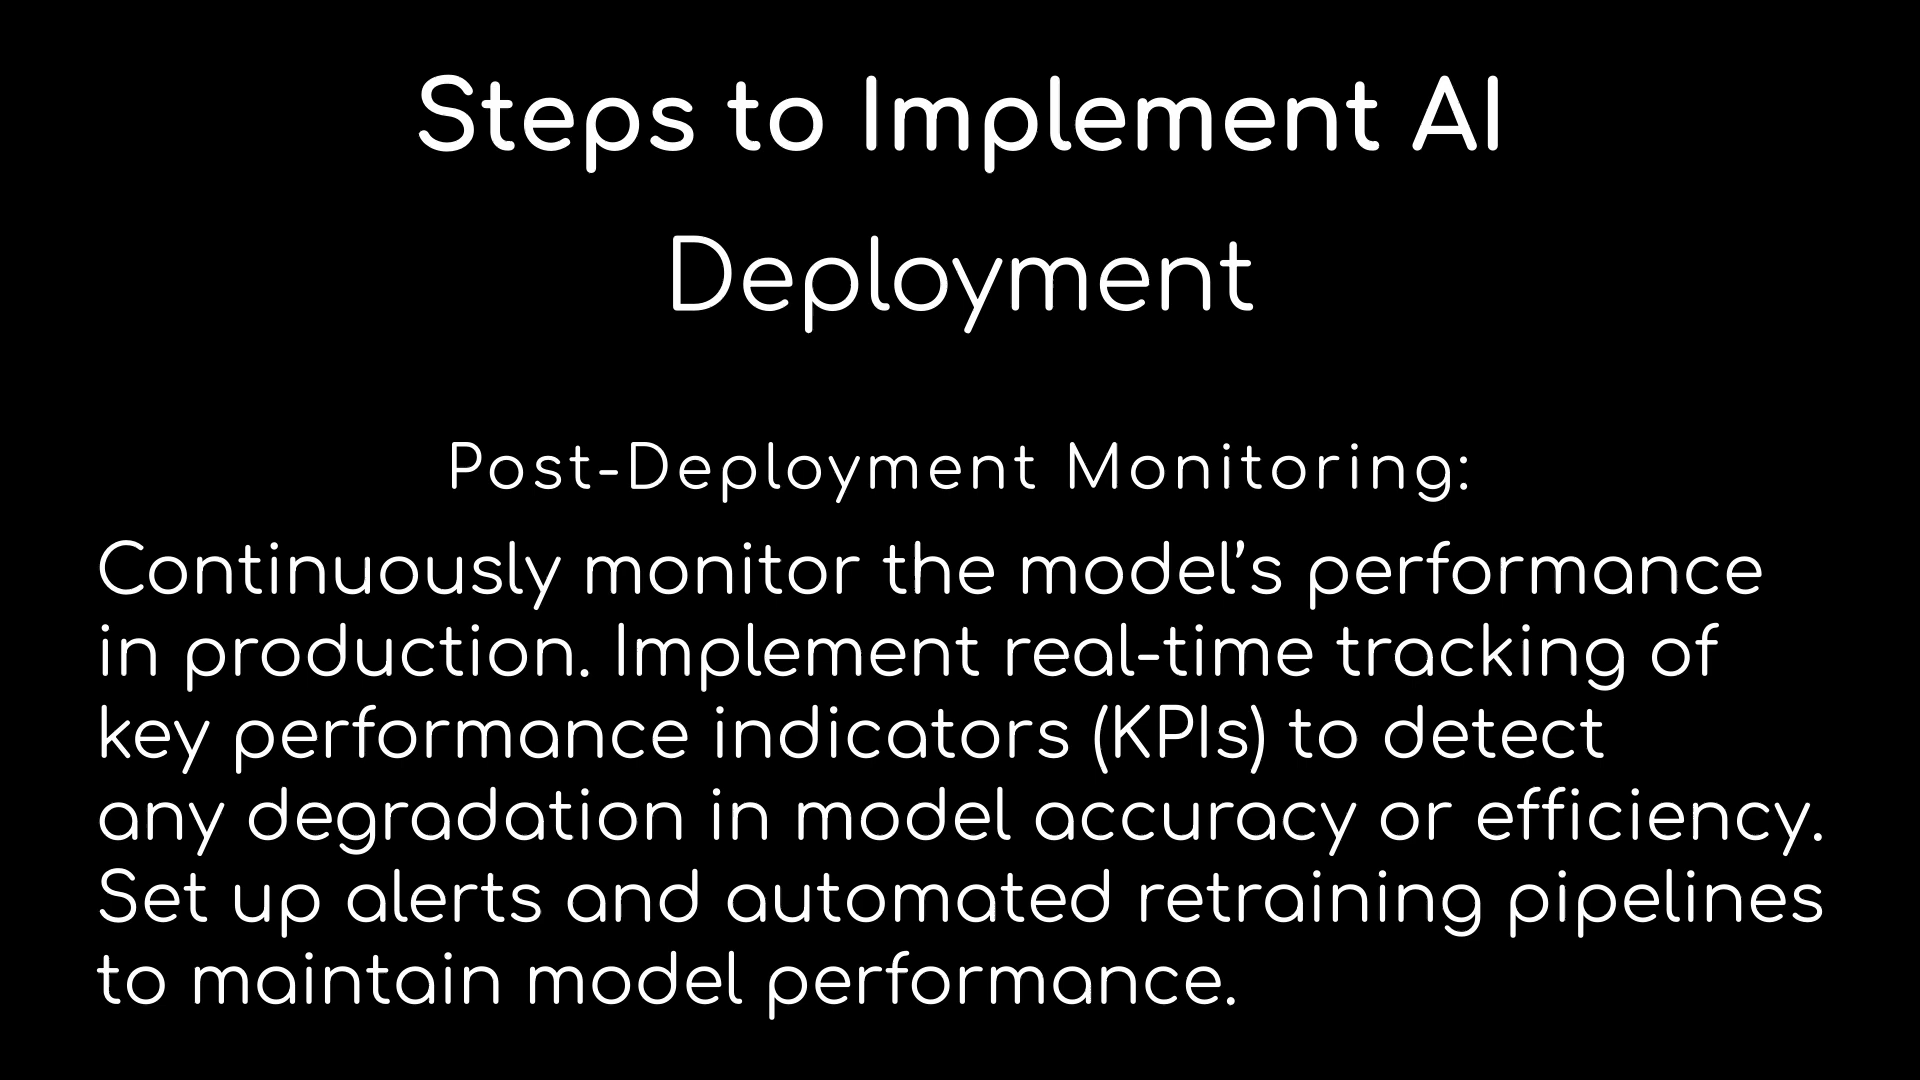 Steps to Implement AI
Deployment
Post-Deployment Monitoring:
Continuously monitor the model’s performance
in production. Implement real-time tracking of
key performance indicators (KPIs) to detect
any degradation in model accuracy or efficiency.
Set up alerts and automated retraining pipelines
to maintain model performance.